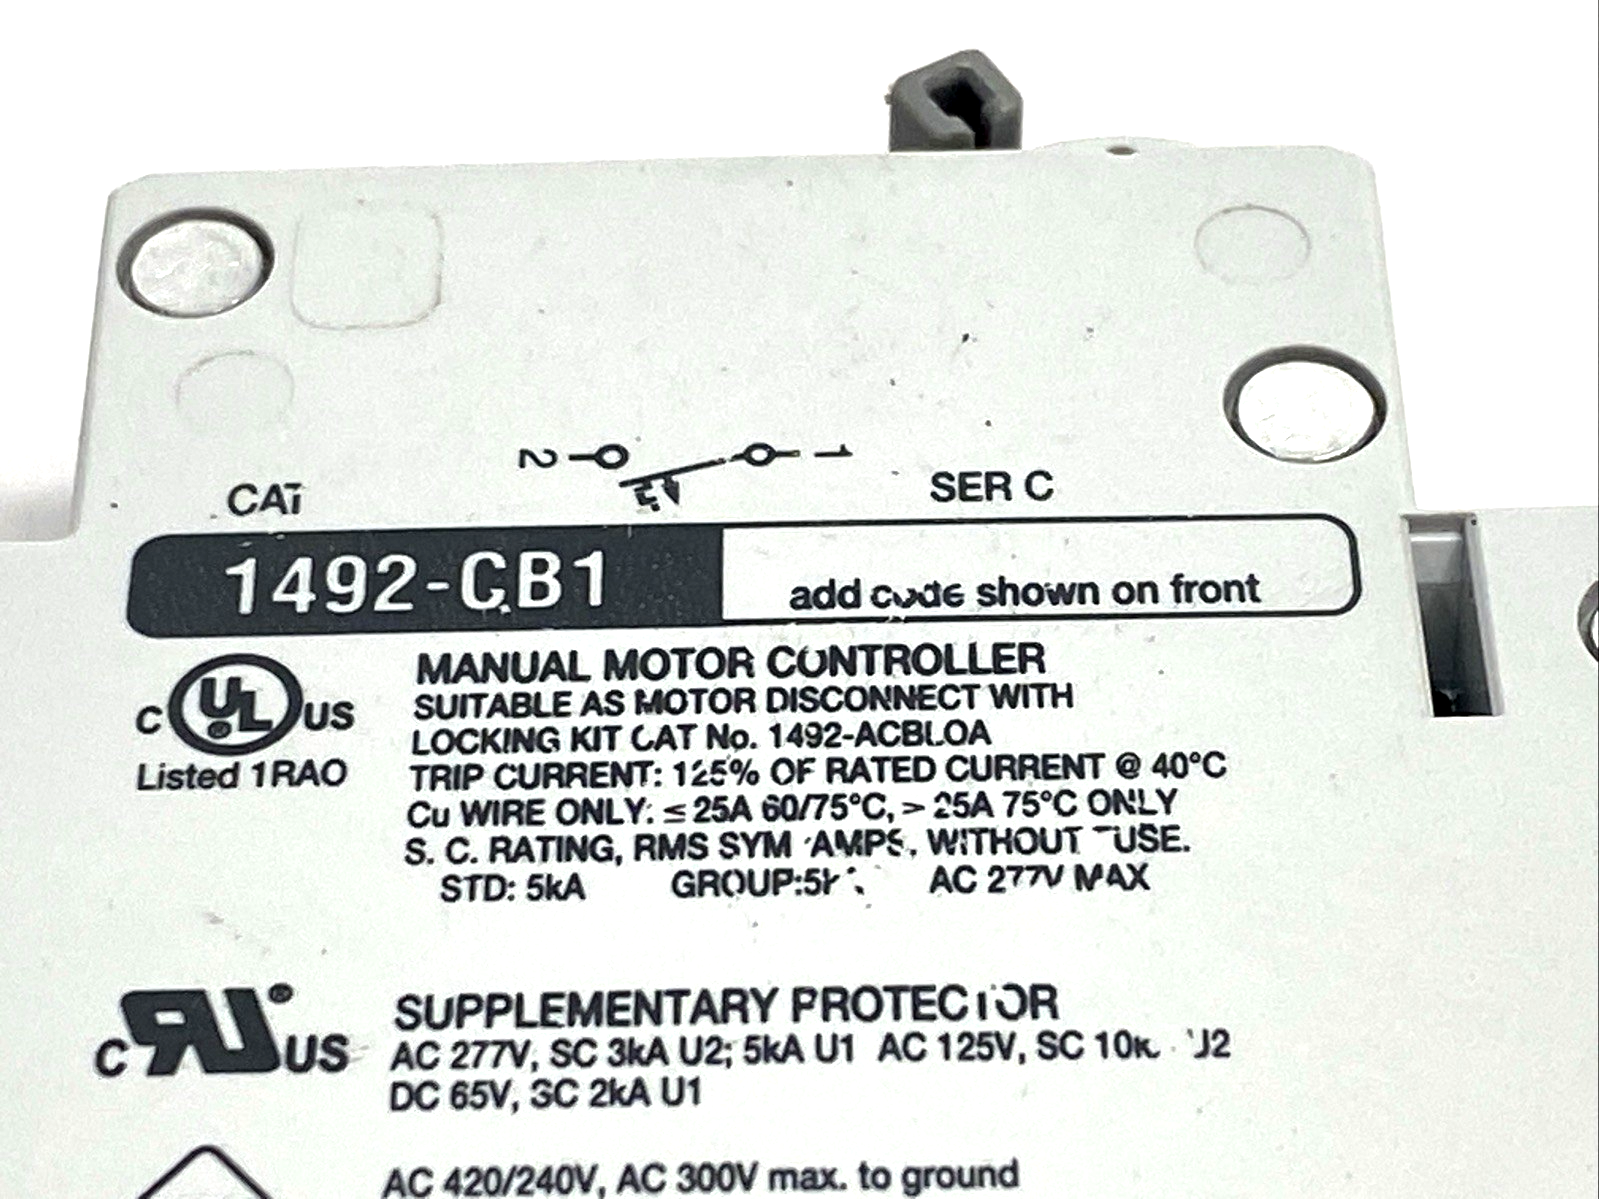 2 1
CAT SER C
1492-CB1 add code shown on front
C UL US
Listed 1RAO
MANUAL MOTOR CONTROLLER
SUITABLE AS MOTOR DISCONNECT WITH
LOCKING KIT CAT No. 1492-ACBLOA
TRIP CURRENT: 125% OF RATED CURRENT @ 40°C
Cu WIRE ONLY: ≤ 25A 60/75°C, > 25A 75°C ONLY
S. C. RATING, RMS SYM AMPS, WITHOUT FUSE.
STD: 5kA GROUP: AC 277V MAX
C RU US
SUPPLEMENTARY PROTECTOR
AC 277V, SC 3kA U2; 5kA U1 AC 125V, SC U2
DC 65V, SC 2kA U1
AC 420/240V, AC 300V max. to ground